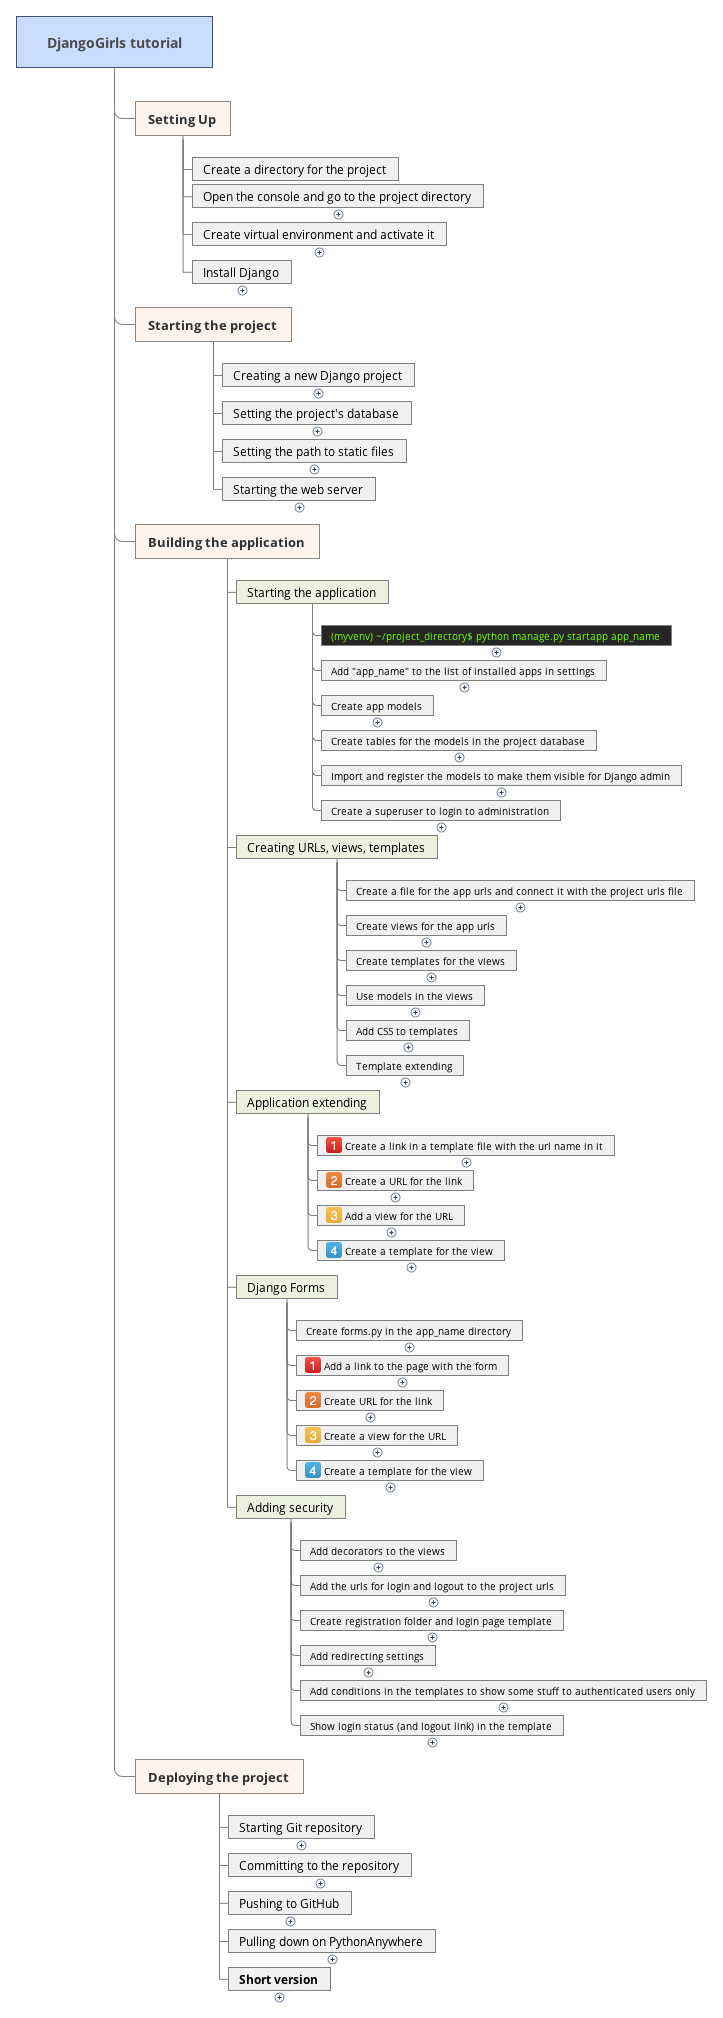 DjangoGirls tutorial
Setting Up
Create a directory for the project
Open the console and go to the project directory
Create virtual environment and activate it
Install Django
Starting the project
Creating a new Django project
Setting the project's database
Setting the path to static files
Starting the web server
Building the application
Starting the application
(myvenv) ~/project_directory$ python manage.py startapp app_name
Add "app_name" to the list of installed apps in settings
Create app models
Create tables for the models in the project database
Import and register the models to make them visible for Django admin
Create a superuser to login to administration
Creating URLs, views, templates
Create a file for the app urls and connect it with the project urls file
Create views for the app urls
Create templates for the views
Use models in the views
Add CSS to templates
Template extending
Application extending
1 Create a link in a template file with the url name in it
2 Create a URL for the link
3 Add a view for the URL
4 Create a template for the view
Django Forms
Create forms.py in the app_name directory
1 Add a link to the page with the form
2 Create URL for the link
3 Create a view for the URL
4 Create a template for the view
Adding security
Add decorators to the views
Add the urls for login and logout to the project urls
Create registration folder and login page template
Add redirecting settings
Add conditions in the templates to show some stuff to authenticated users only
Show login status (and logout link) in the template
Deploying the project
Starting Git repository
Committing to the repository
Pushing to GitHub
Pulling down on PythonAnywhere
Short version